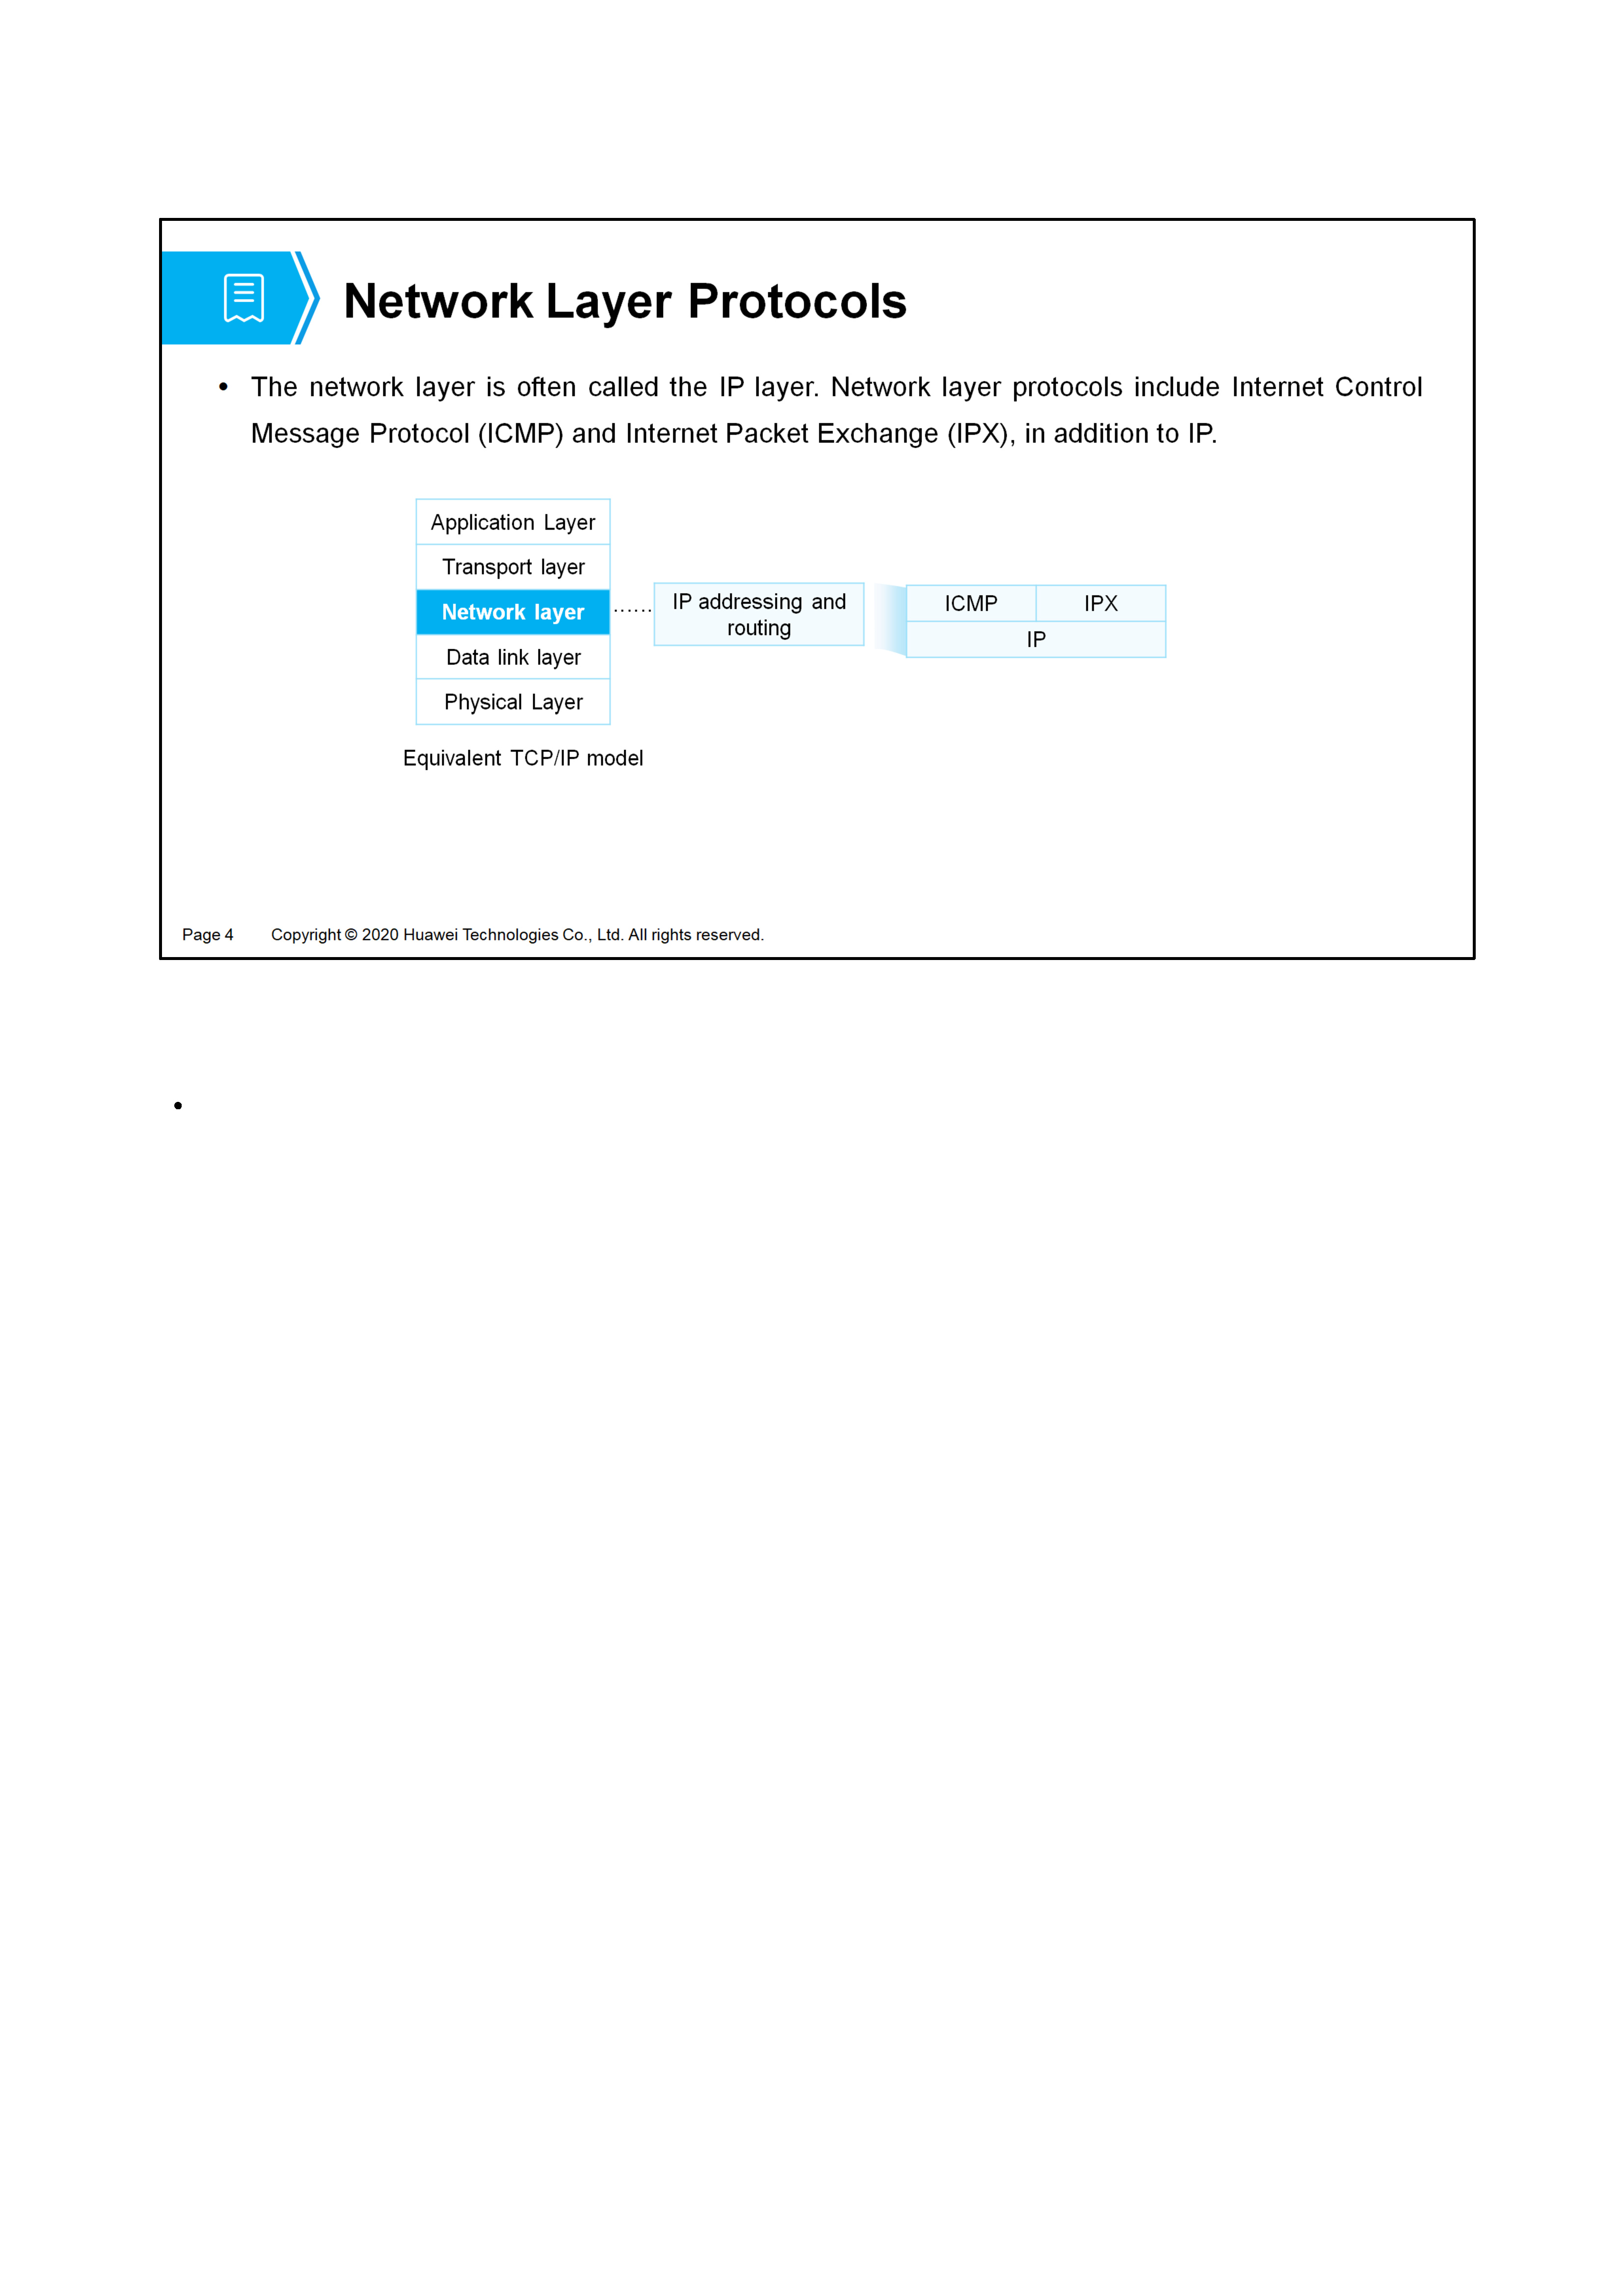 Network Layer Protocols
• The network layer is often called the IP layer. Network layer protocols include Internet Control
Message Protocol (ICMP) and Internet Packet Exchange (IPX), in addition to IP.
Application Layer
Transport layer
Network layer
Data link layer
Physical Layer
Equivalent TCP/IP model
......
IP addressing and
routing
ICMP
IPX
IP
Page 4 Copyright © 2020 Huawei Technologies Co., Ltd. All rights reserved.
•